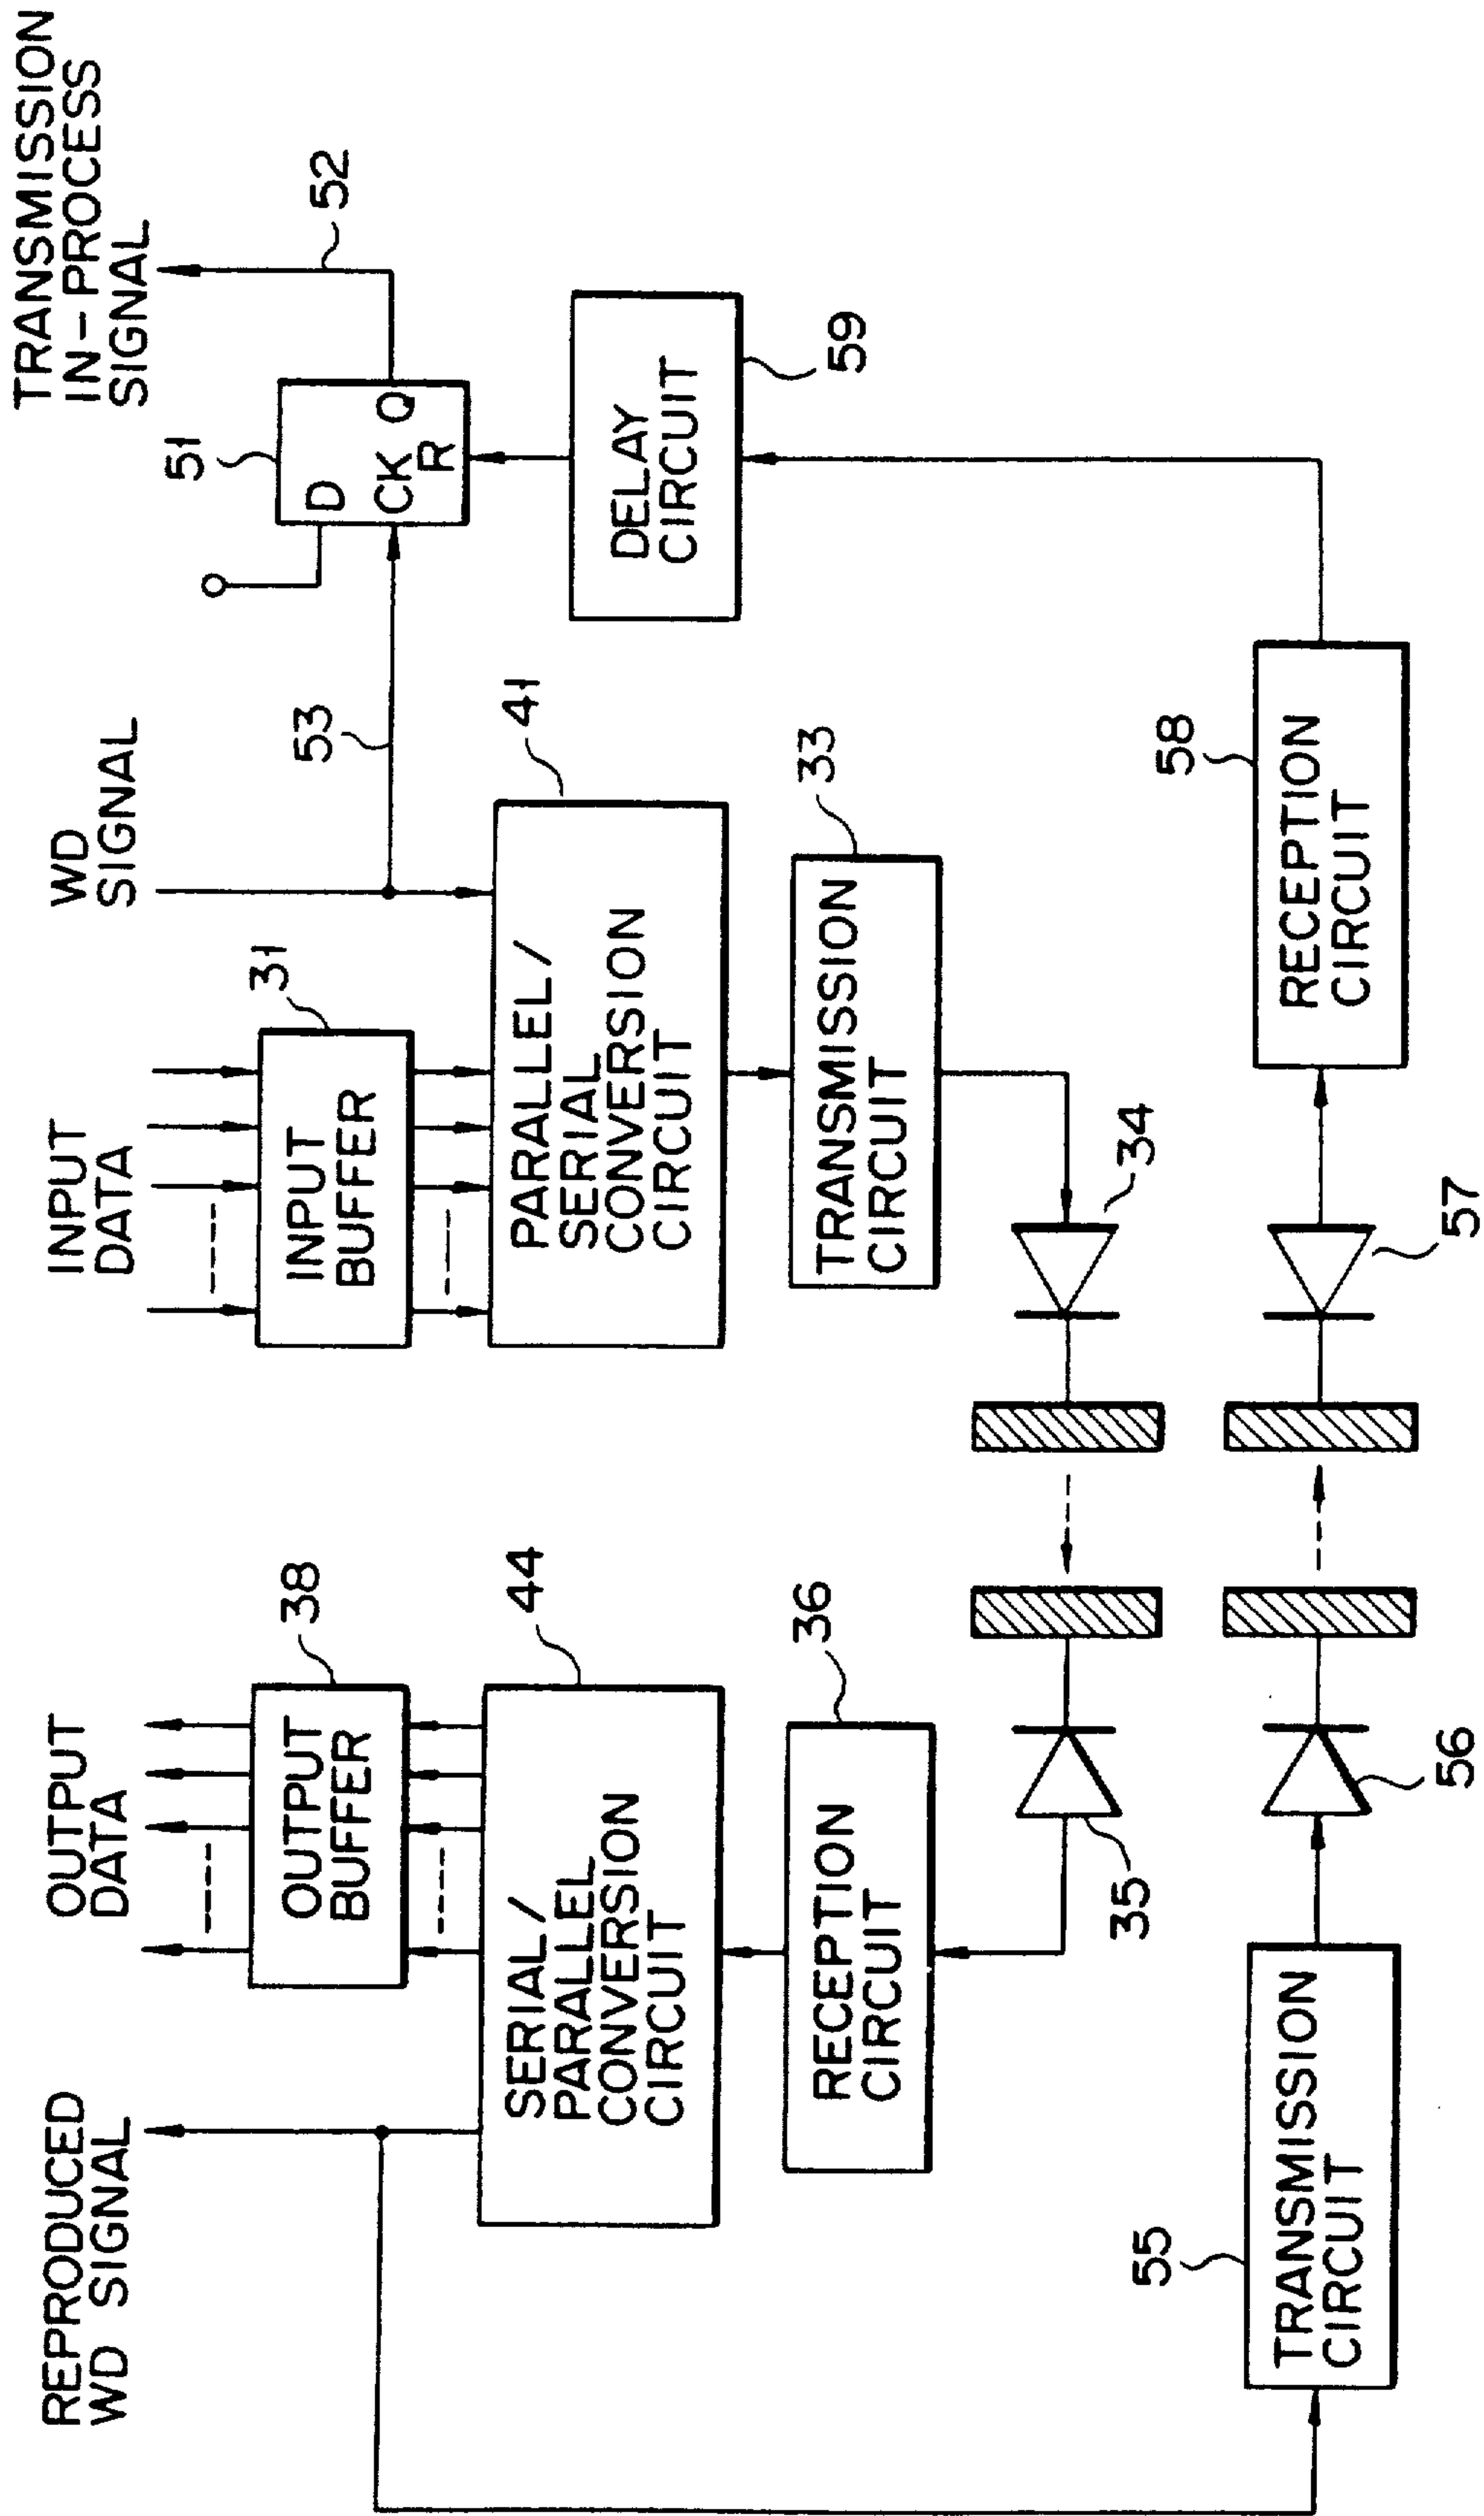 REPRODUCED
WD SIGNAL
OUTPUT
DATA
INPUT
DATA
WD
SIGNAL
TRANSMISSION
IN-PROCESS
SIGNAL
38
OUTPUT
BUFFER
31
INPUT
BUFFER
51
D
CK
Q
R
52
53
44
SERIAL/
PARALLEL
CONVERSION
CIRCUIT
41
PARALLEL/
SERIAL
CONVERSION
CIRCUIT
DELAY
CIRCUIT
59
36
RECEPTION
CIRCUIT
33
TRANSMISSION
CIRCUIT
35
34
55
TRANSMISSION
CIRCUIT
56
57
58
RECEPTION
CIRCUIT